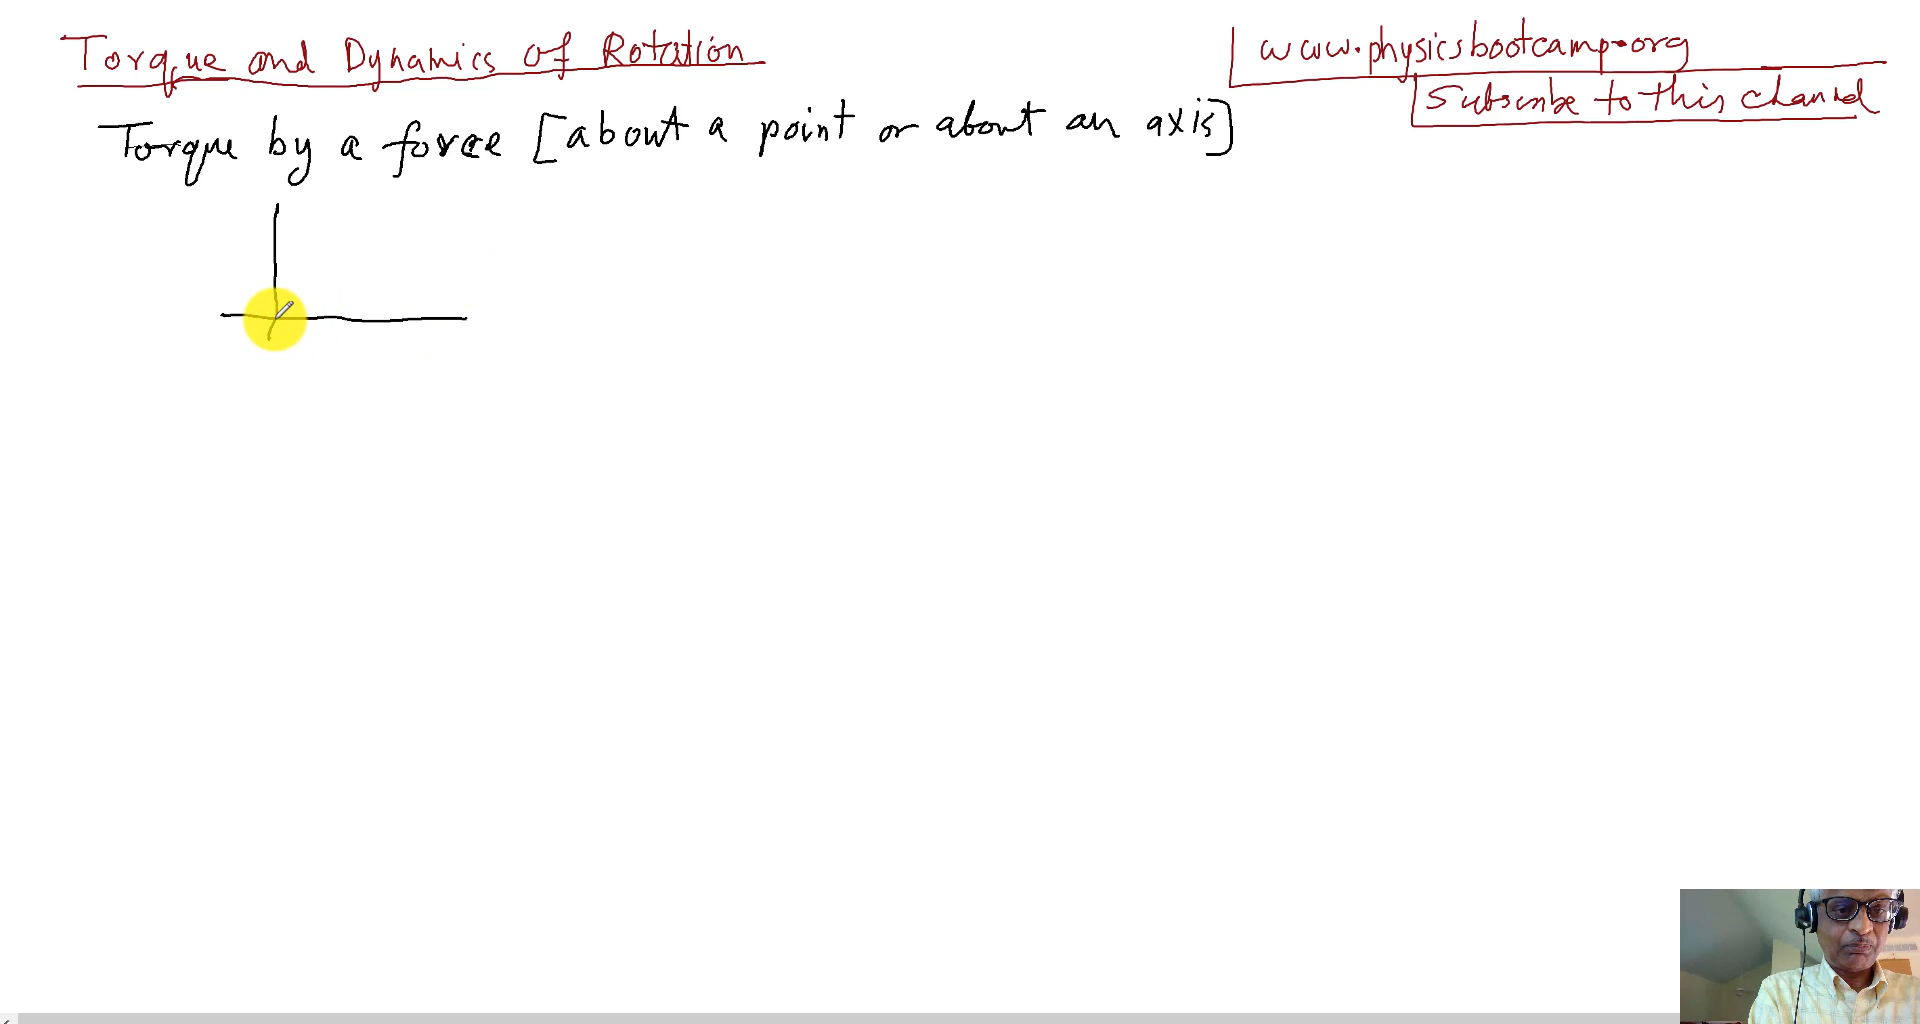 Torque and Dynamics of Rotation
www.physicsbootcamp.org
Subscribe to this channel
Torque by a force [about a point or about an axis]